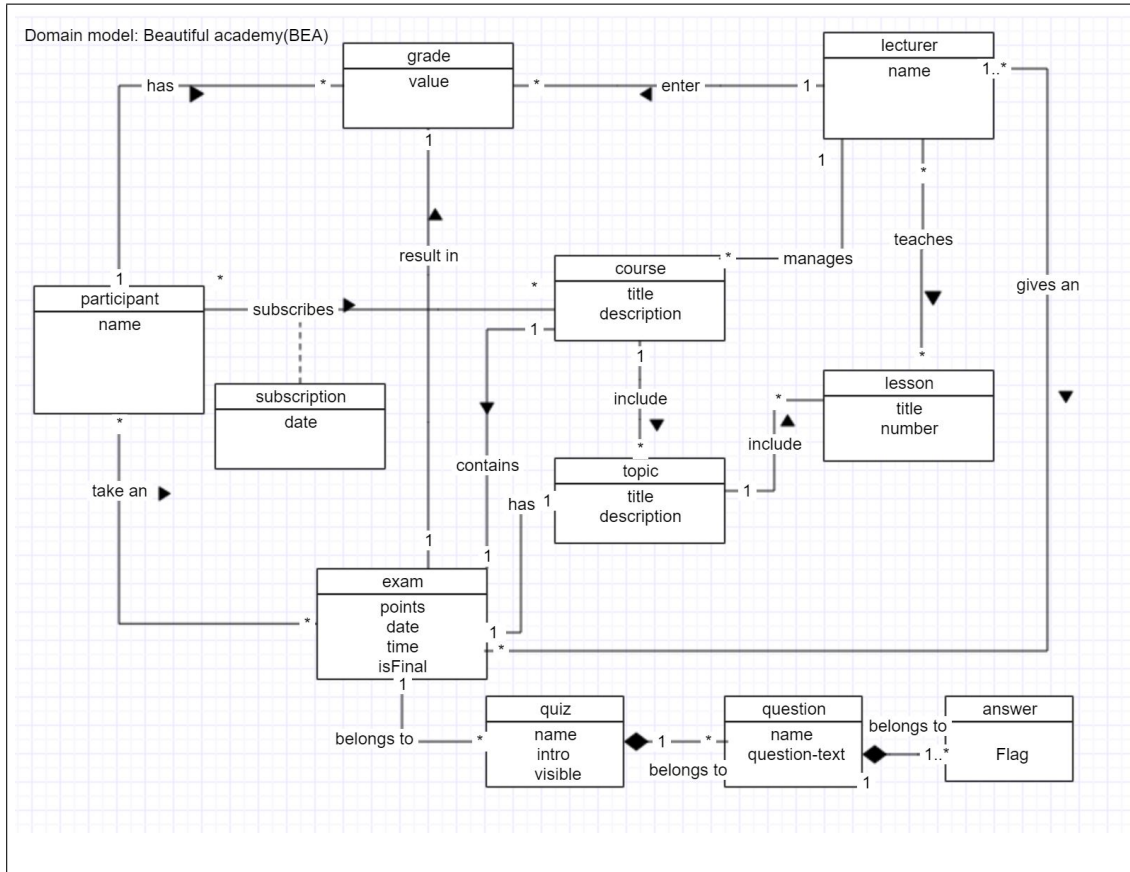 Domain model: Beautiful academy(BEA)
grade
value
lecturer
name
1..*
has
*
*
enter
1
1
1
*
result in
teaches
manages
*
gives an
1
*
participant
name
subscribes
*
course
title
description
1
1
*
subscription
date
include
lesson
title
number
*
include
*
*
contains
topic
title
description
1
has
1
take an
1
1
exam
points
date
time
isFinal
*
1
*
1
belongs to
*
quiz
name
intro
visible
1
*
belongs to
question
name
question-text
1
belongs to
1..*
answer
Flag